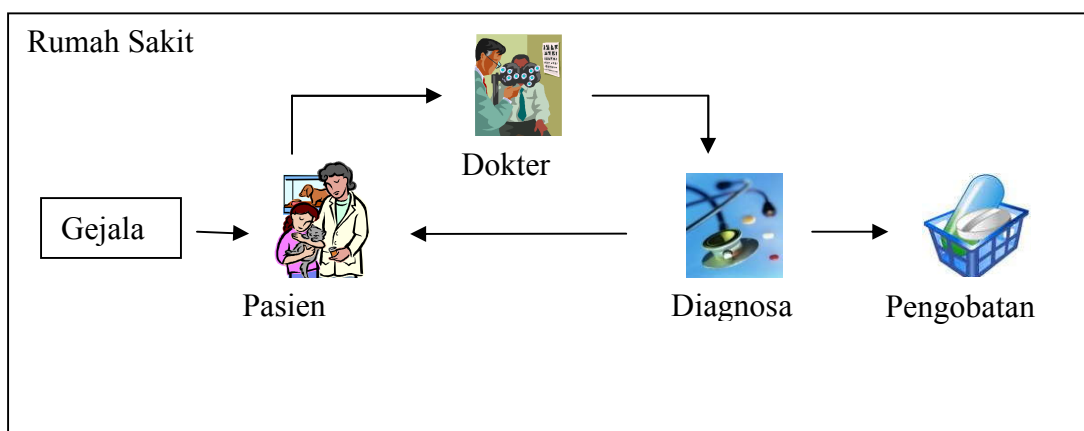 Rumah Sakit
Dokter
Gejala
Pasien
Diagnosa
Pengobatan